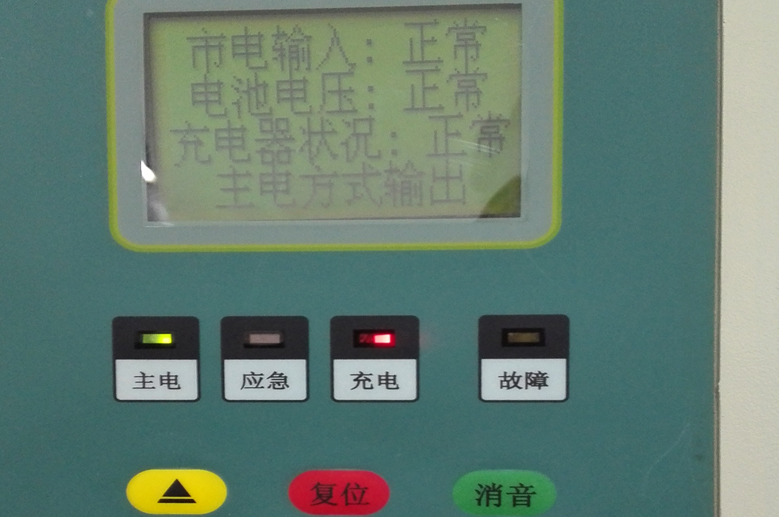 市电输入：正常
电池电压：正常
充电器状况：正常
主电方式输出
主电 应急 充电 故障
复位 消音